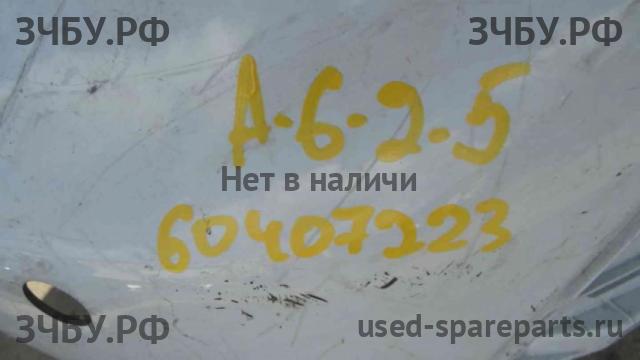 ЗЧБУ.РФ ЗЧБУ.РФ
А-6-2-5
Нет в наличи
60407223
ЗЧБУ.РФ used-spareparts.ru